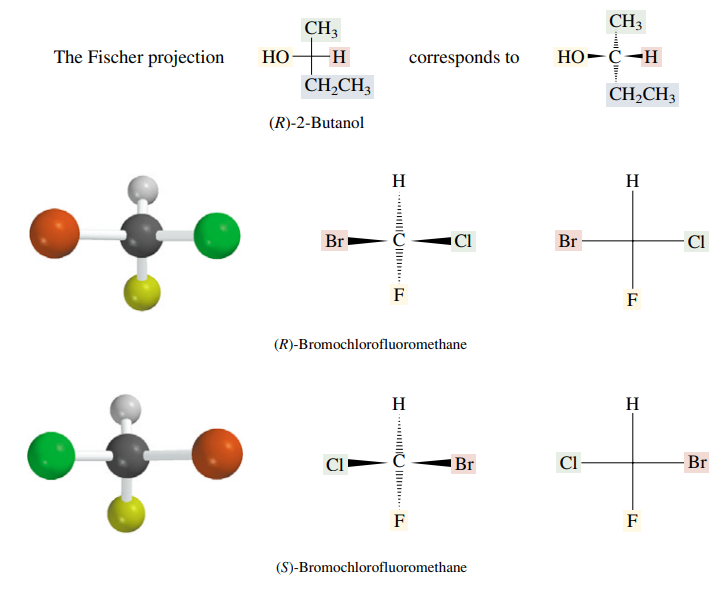 CH₃ CH₃
The Fischer projection HO H corresponds to HO C H
CH₂CH₃ CH₂CH₃
(R)-2-Butanol
H H
Br C Cl Br Cl
F F
(R)-Bromochlorofluoromethane
H H
Cl C Br Cl Br
F F
(S)-Bromochlorofluoromethane